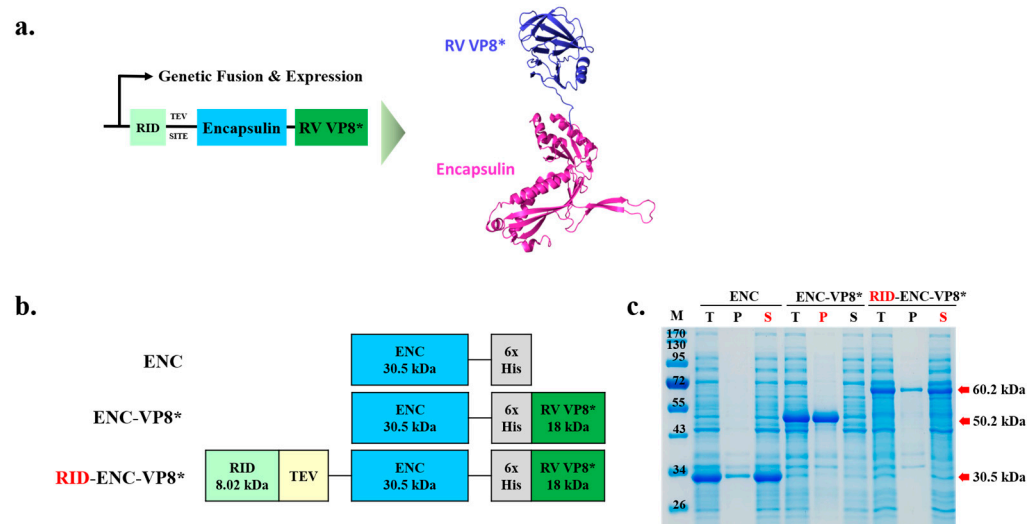 a.
Genetic Fusion & Expression
RID
TEV
SITE
Encapsulin
RV VP8*
RV VP8*
Encapsulin
b.
ENC
ENC
30.5 kDa
6x
His
ENC-VP8*
ENC
30.5 kDa
6x
His
RV VP8*
18 kDa
RID-ENC-VP8*
RID
8.02 kDa
TEV
ENC
30.5 kDa
6x
His
RV VP8*
18 kDa
c.
ENC ENC-VP8* RID-ENC-VP8*
M T P S T P S T P S
170
130
95
72
55
43
34
26
60.2 kDa
50.2 kDa
30.5 kDa